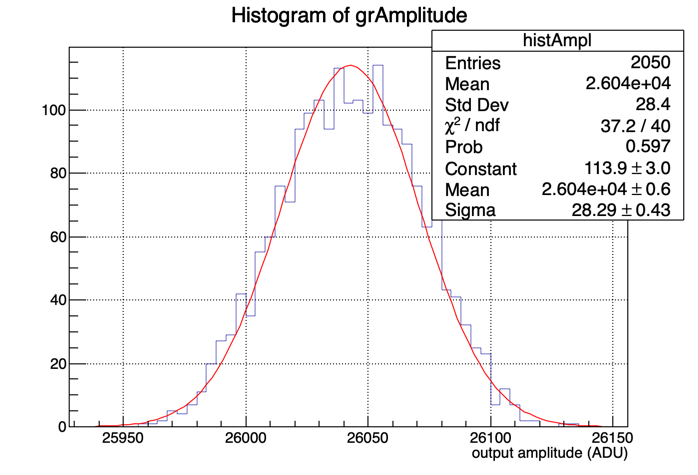 Histogram of grAmplitude
histAmpl
Entries 2050
Mean 2.604e+04
Std Dev 28.4
χ² / ndf 37.2 / 40
Prob 0.597
Constant 113.9 ± 3.0
Mean 2.604e+04 ± 0.6
Sigma 28.29 ± 0.43
100
80
60
40
20
0
25950 26000 26050 26100 26150
output amplitude (ADU)